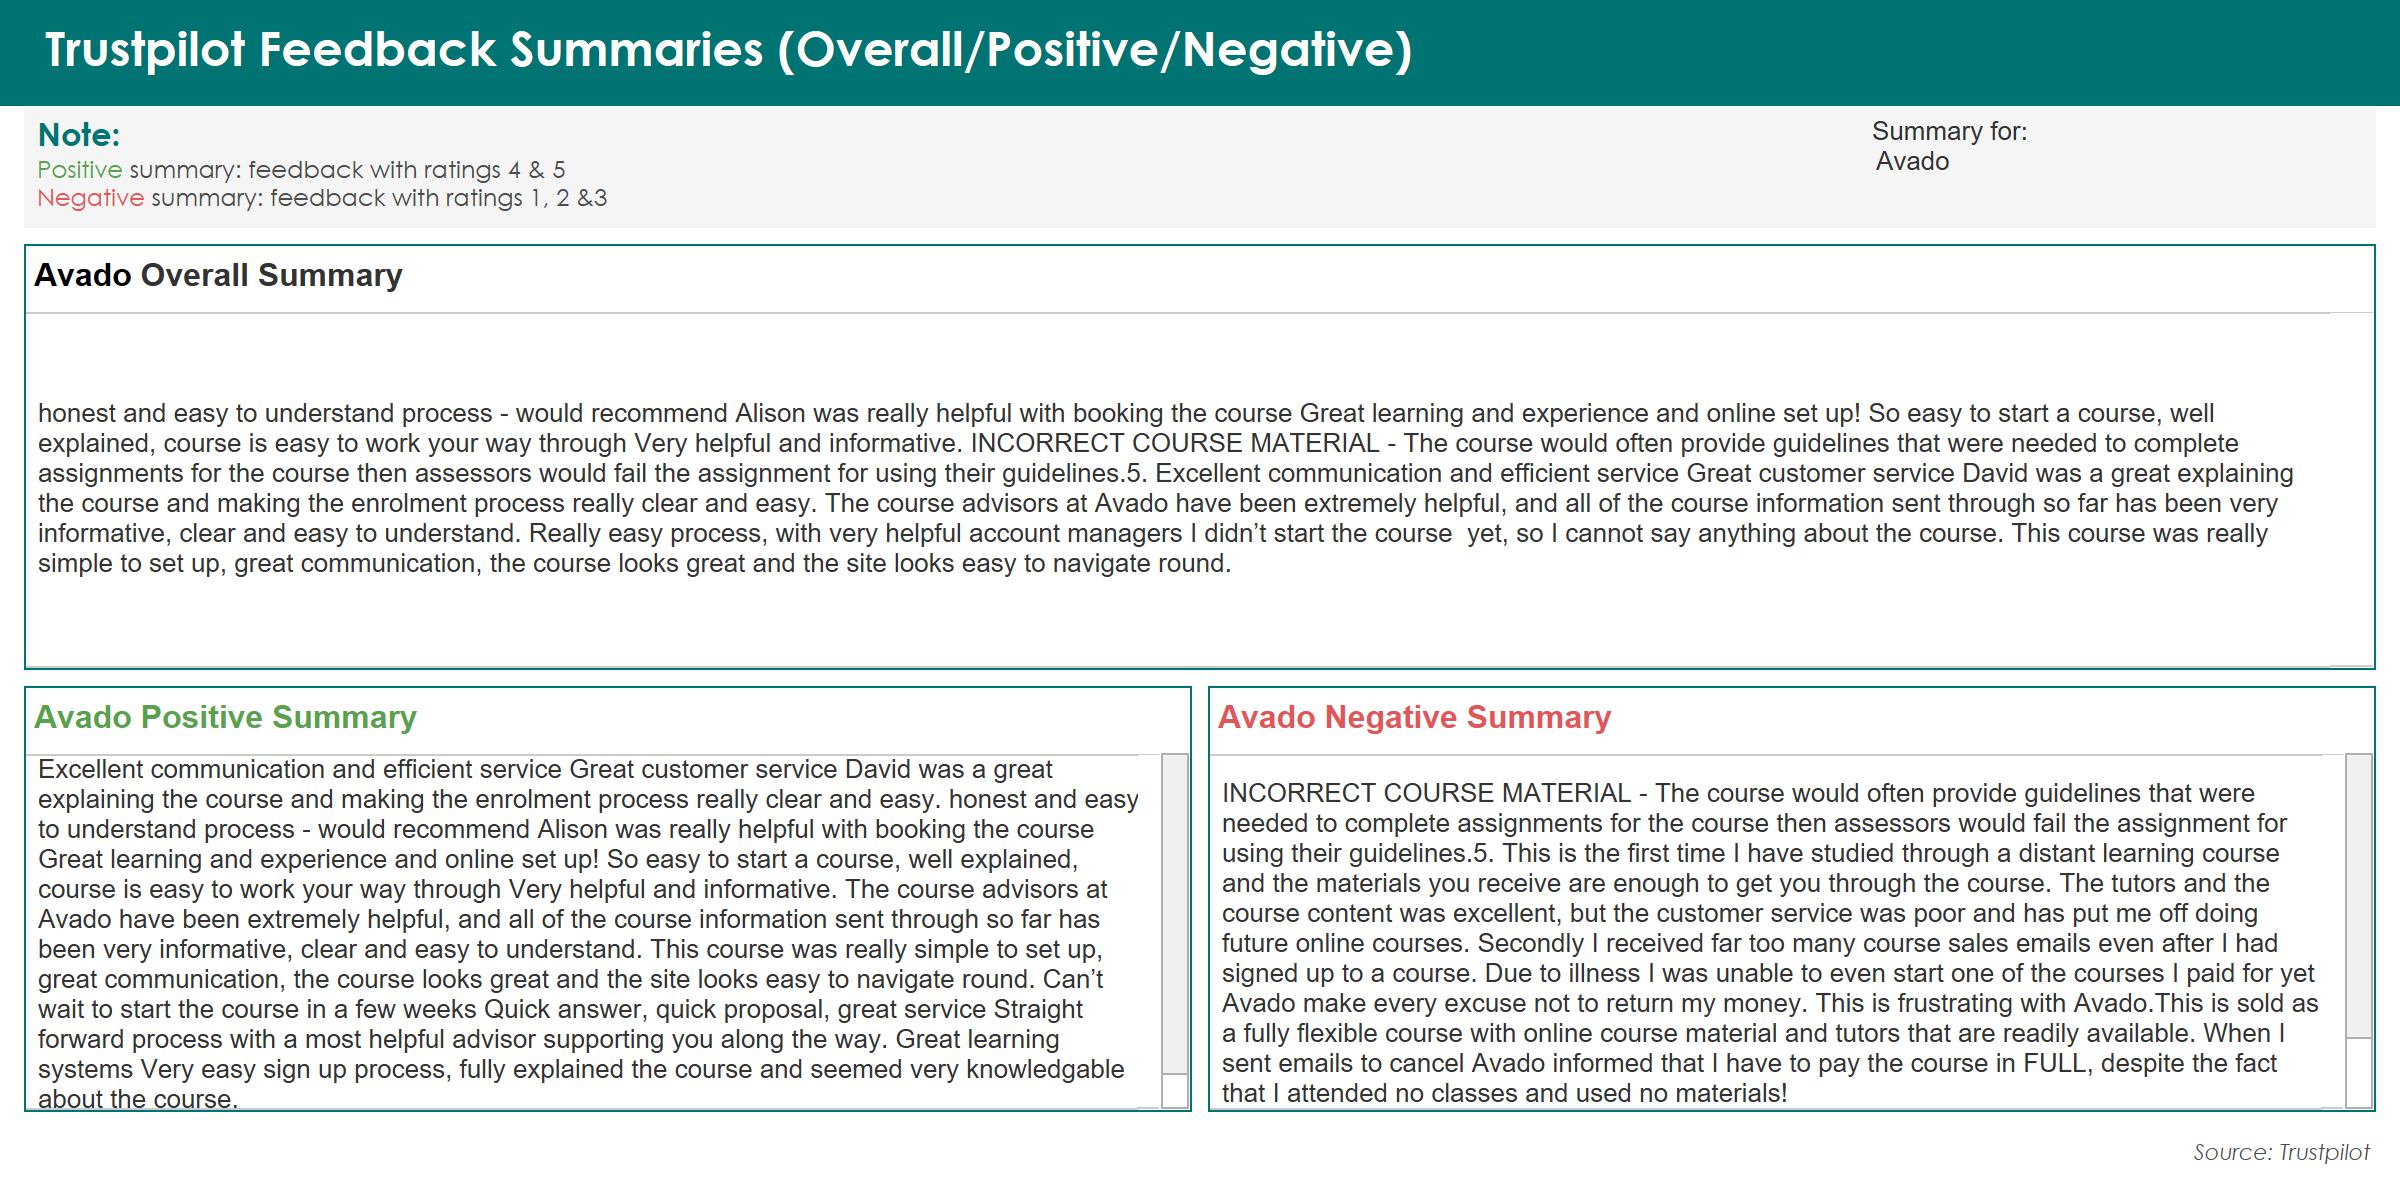 Trustpilot Feedback Summaries (Overall/Positive/Negative)
Note:
Positive summary: feedback with ratings 4 & 5
Negative summary: feedback with ratings 1, 2 &3
Summary for:
Avado
Avado Overall Summary
honest and easy to understand process - would recommend Alison was really helpful with booking the course Great learning and experience and online set up! So easy to start a course, well
explained, course is easy to work your way through Very helpful and informative. INCORRECT COURSE MATERIAL - The course would often provide guidelines that were needed to complete
assignments for the course then assessors would fail the assignment for using their guidelines.5. Excellent communication and efficient service Great customer service David was a great explaining
the course and making the enrolment process really clear and easy. The course advisors at Avado have been extremely helpful, and all of the course information sent through so far has been very
informative, clear and easy to understand. Really easy process, with very helpful account managers I didn’t start the course  yet, so I cannot say anything about the course. This course was really
simple to set up, great communication, the course looks great and the site looks easy to navigate round.
Avado Positive Summary
Excellent communication and efficient service Great customer service David was a great
explaining the course and making the enrolment process really clear and easy. honest and easy
to understand process - would recommend Alison was really helpful with booking the course
Great learning and experience and online set up! So easy to start a course, well explained,
course is easy to work your way through Very helpful and informative. The course advisors at
Avado have been extremely helpful, and all of the course information sent through so far has
been very informative, clear and easy to understand. This course was really simple to set up,
great communication, the course looks great and the site looks easy to navigate round. Can’t
wait to start the course in a few weeks Quick answer, quick proposal, great service Straight
forward process with a most helpful advisor supporting you along the way. Great learning
systems Very easy sign up process, fully explained the course and seemed very knowledgable
about the course.
Avado Negative Summary
INCORRECT COURSE MATERIAL - The course would often provide guidelines that were
needed to complete assignments for the course then assessors would fail the assignment for
using their guidelines.5. This is the first time I have studied through a distant learning course
and the materials you receive are enough to get you through the course. The tutors and the
course content was excellent, but the customer service was poor and has put me off doing
future online courses. Secondly I received far too many course sales emails even after I had
signed up to a course. Due to illness I was unable to even start one of the courses I paid for yet
Avado make every excuse not to return my money. This is frustrating with Avado.This is sold as
a fully flexible course with online course material and tutors that are readily available. When I
sent emails to cancel Avado informed that I have to pay the course in FULL, despite the fact
that I attended no classes and used no materials!
Source: Trustpilot